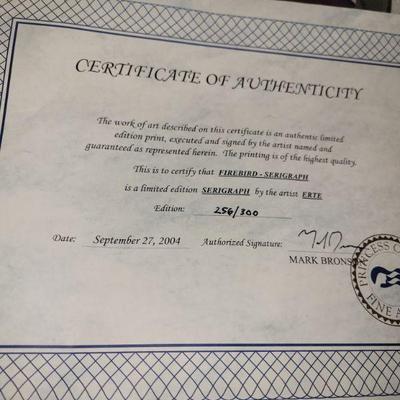 CERTIFICATE OF AUTHENTICITY
The work of art described on this certificate is an authentic limited
edition print, executed and signed by the artist named and
guaranteed as represented herein. The printing is of the highest quality.
This is to certify that FIREBIRD - SERIGRAPH
is a limited edition SERIGRAPH by the artist ERTE
Edition: 256/300
Date: September 27, 2004 Authorized Signature:
MARK BRONS
PRINCESS C
FINE A